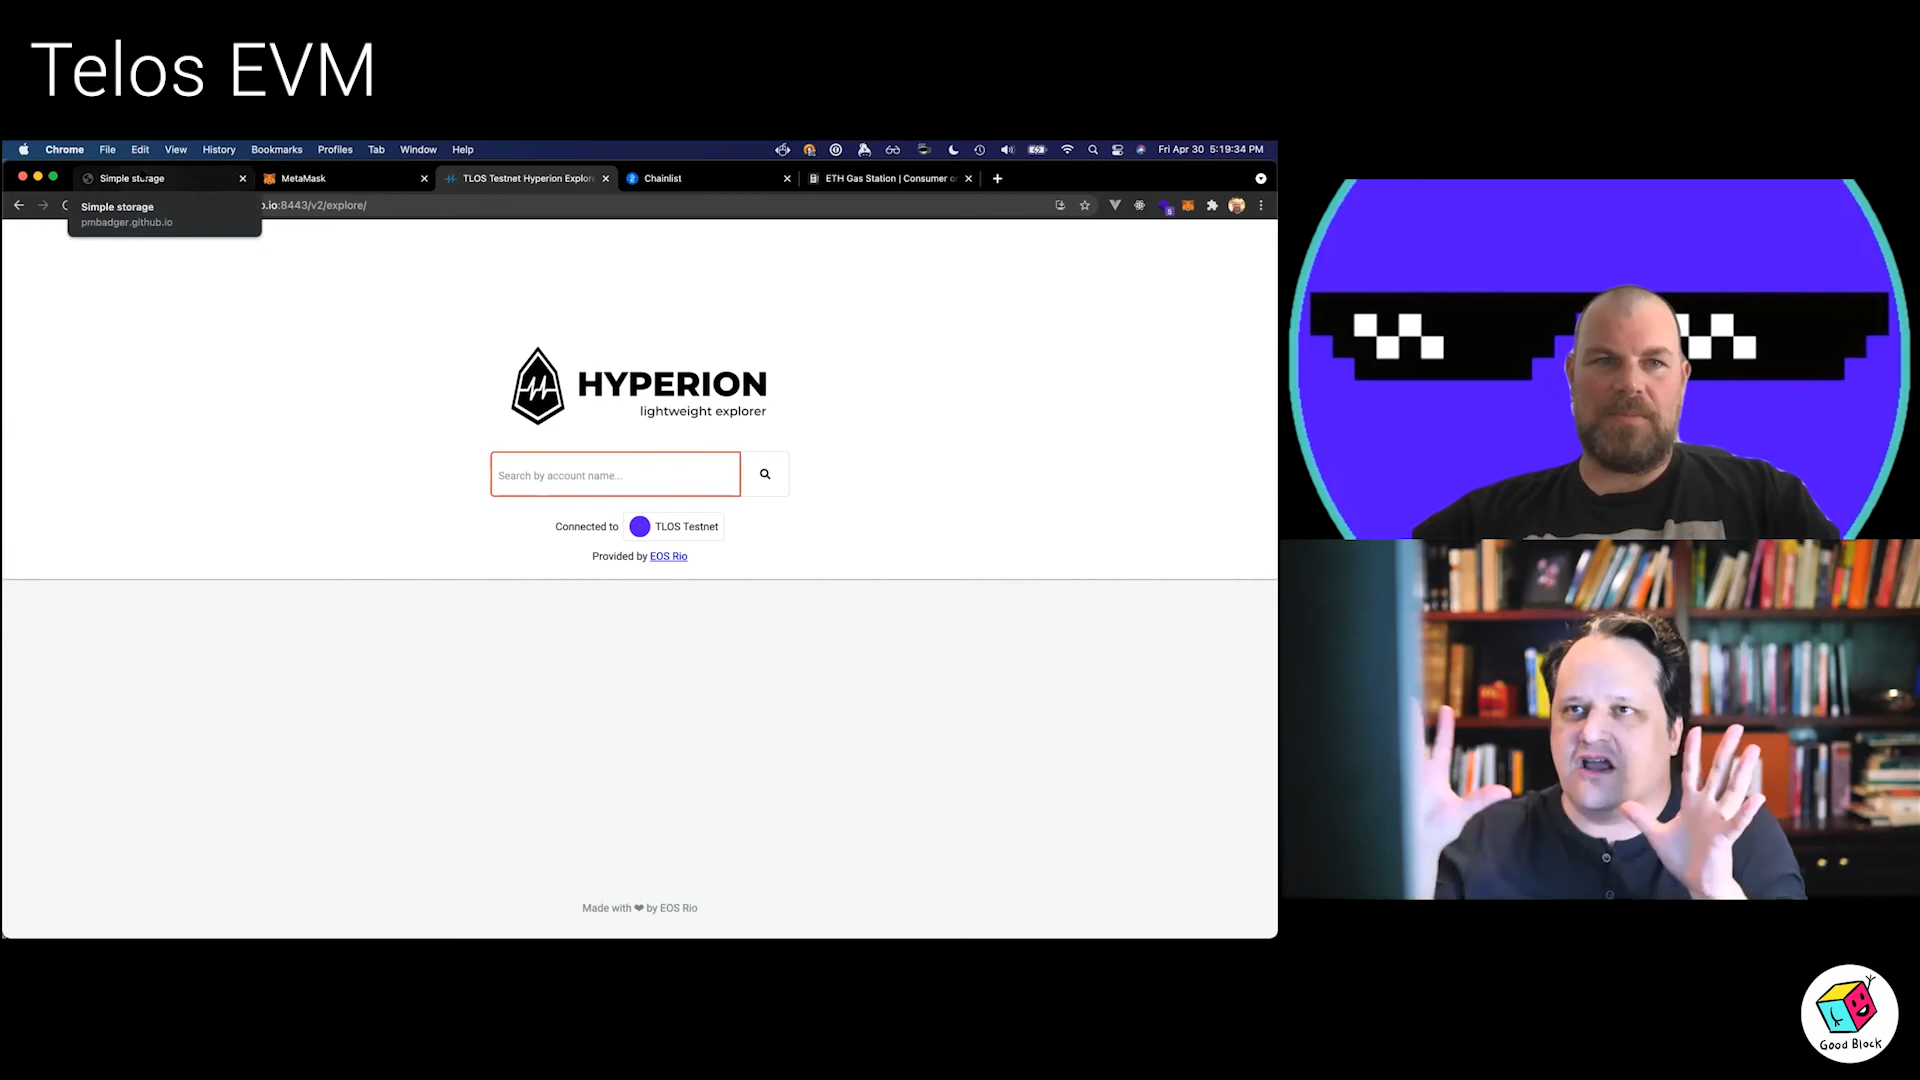 Telos EVM
Chrome File Edit View History Bookmarks Profiles Tab Window Help
Fri Apr 30 5:19:34 PM
Simple storage
MetaMask
TLOS Testnet Hyperion Explor
Chainlist
ETH Gas Station | Consumer o
.io:8443/v2/explore/
5
Simple storage
pmbadger.github.io
HYPERION
lightweight explorer
Search by account name...
Connected to TLOS Testnet
Provided by EOS Rio
Made with ❤ by EOS Rio
Good Block